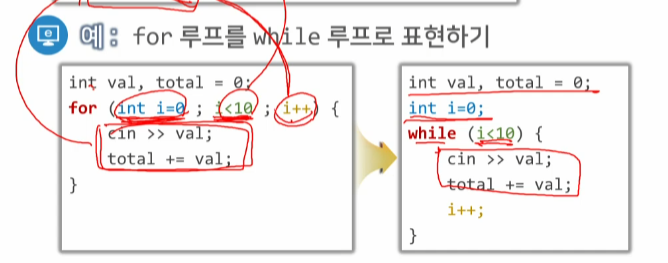 예: for 루프를 while 루프로 표현하기
int val, total = 0;
for (int i=0 ; i<10 ; i++) {
cin >> val;
total += val;
}
int val, total = 0;
int i=0;
while (i<10) {
cin >> val;
total += val;
i++;
}